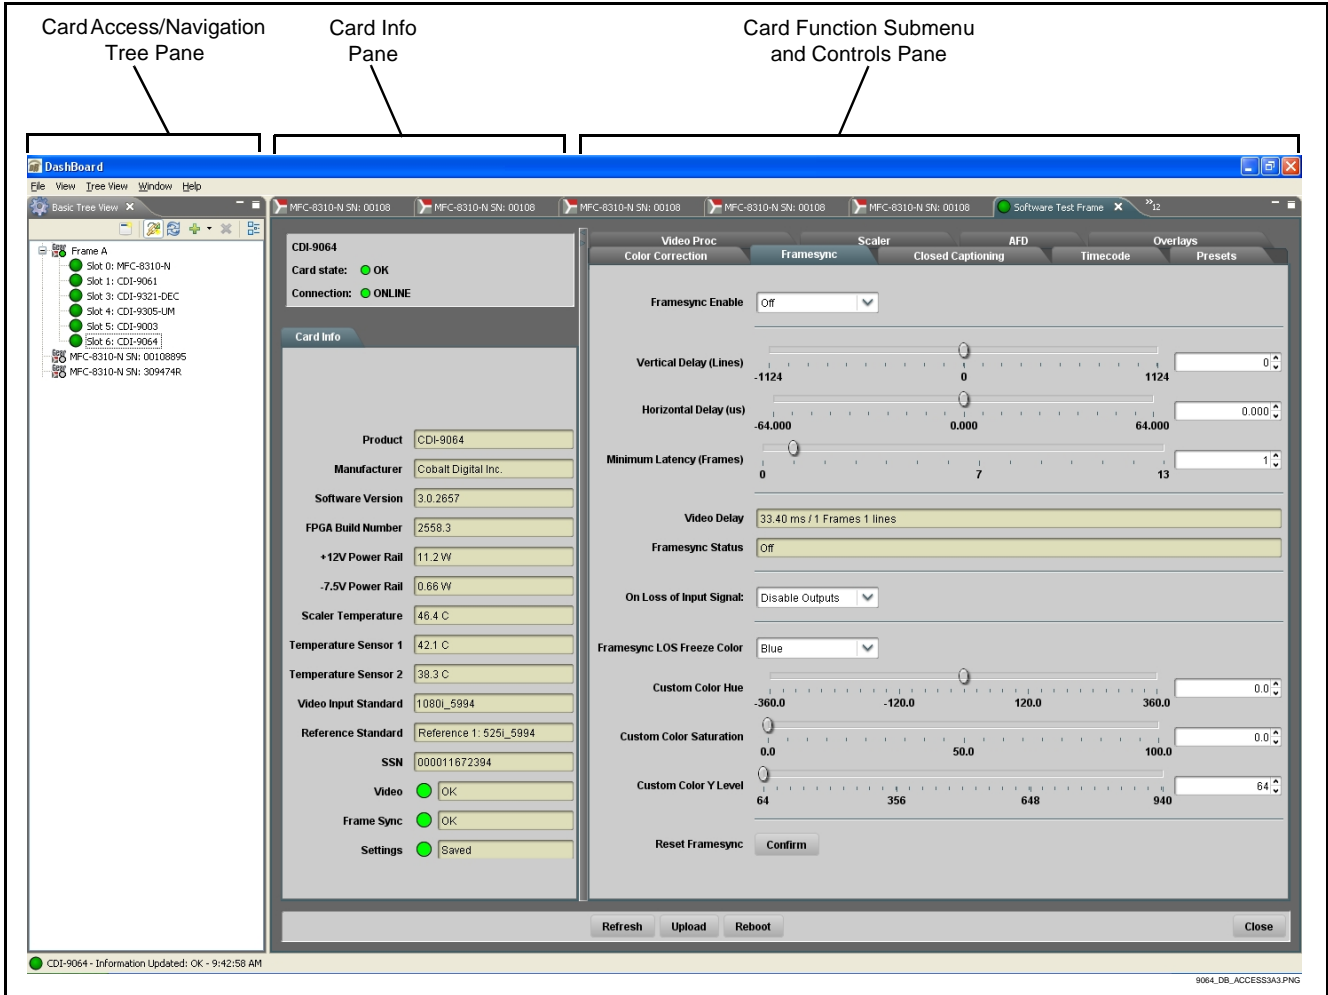 Card Access/Navigation
Tree Pane
Card Info
Pane
Card Function Submenu
and Controls Pane
DashBoard
File View Tree View Window Help
Basic Tree View
MFC-8310-N SN: 00108
MFC-8310-N SN: 00108
MFC-8310-N SN: 00108
MFC-8310-N SN: 00108
MFC-8310-N SN: 00108
Software Test Frame
»12
Frame A
Slot 0: MFC-8310-N
Slot 1: CDI-9061
Slot 3: CDI-9321-DEC
Slot 4: CDI-9305-UM
Slot 5: CDI-9003
Slot 6: CDI-9064
MFC-8310-N SN: 00108895
MFC-8310-N SN: 309474R
CDI-9064
Card state: OK
Connection: ONLINE
Card Info
Product CDI-9064
Manufacturer Cobalt Digital Inc.
Software Version 3.0.2657
FPGA Build Number 2558.3
+12V Power Rail 11.2 W
-7.5V Power Rail 0.66 W
Scaler Temperature 46.4 C
Temperature Sensor 1 42.1 C
Temperature Sensor 2 38.3 C
Video Input Standard 1080i_5994
Reference Standard Reference 1: 525i_5994
SSN 000011672394
Video OK
Frame Sync OK
Settings Saved
Video Proc Scaler AFD Overlays
Color Correction Framesync Closed Captioning Timecode Presets
Framesync Enable Off
Vertical Delay (Lines) 0
-1124 0 1124
Horizontal Delay (us) 0.000
-64.000 0.000 64.000
Minimum Latency (Frames) 1
0 7 13
Video Delay 33.40 ms / 1 Frames 1 lines
Framesync Status Off
On Loss of Input Signal: Disable Outputs
Framesync LOS Freeze Color Blue
Custom Color Hue 0.0
-360.0 -120.0 120.0 360.0
Custom Color Saturation 0.0
0.0 50.0 100.0
Custom Color Y Level 64
64 356 648 940
Reset Framesync Confirm
Refresh Upload Reboot Close
CDI-9064 - Information Updated: OK - 9:42:58 AM
9064_DB_ACCESS3A3.PNG